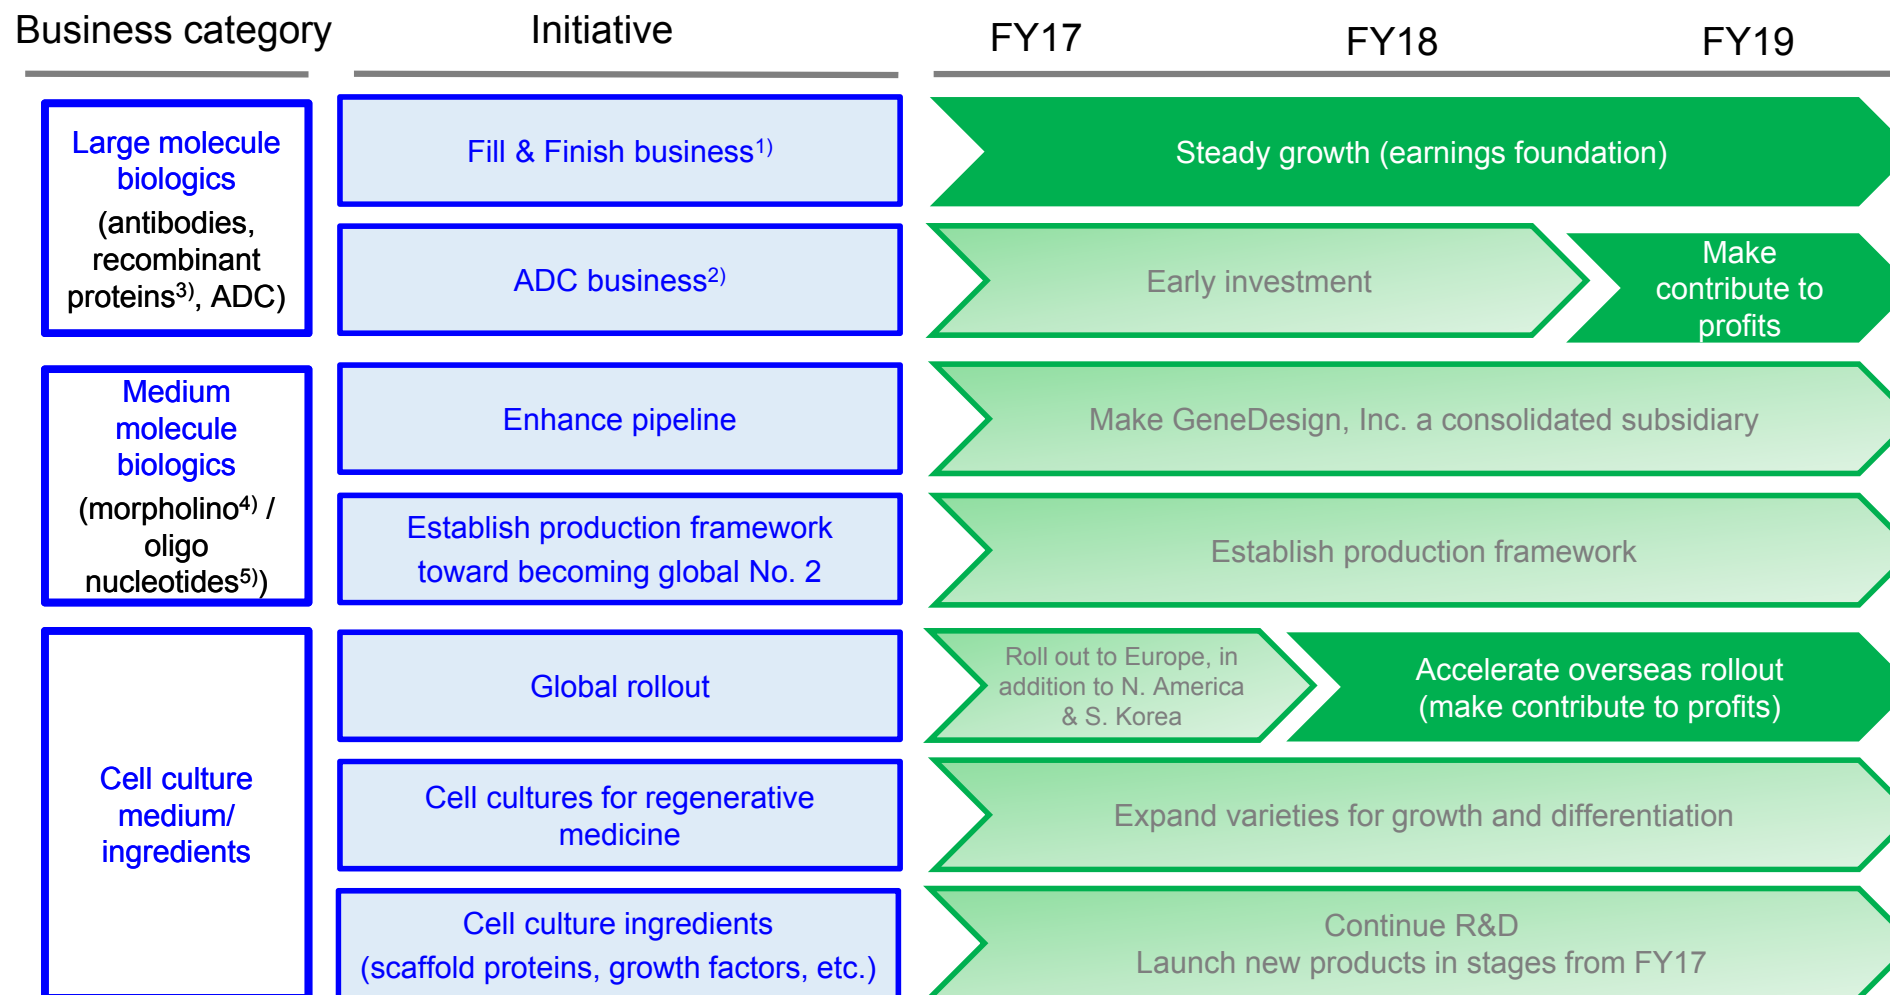 Business category
Initiative
FY17
FY18
FY19
Large molecule
biologics
(antibodies,
recombinant
proteins3), ADC)
Fill & Finish business1)
Steady growth (earnings foundation)
ADC business2)
Early investment
Make
contribute to
profits
Medium
molecule
biologics
(morpholino4) /
oligo
nucleotides5))
Enhance pipeline
Make GeneDesign, Inc. a consolidated subsidiary
Establish production framework
toward becoming global No. 2
Establish production framework
Cell culture
medium/
ingredients
Global rollout
Roll out to Europe, in
addition to N. America
& S. Korea
Accelerate overseas rollout
(make contribute to profits)
Cell cultures for regenerative
medicine
Expand varieties for growth and differentiation
Cell culture ingredients
(scaffold proteins, growth factors, etc.)
Continue R&D
Launch new products in stages from FY17